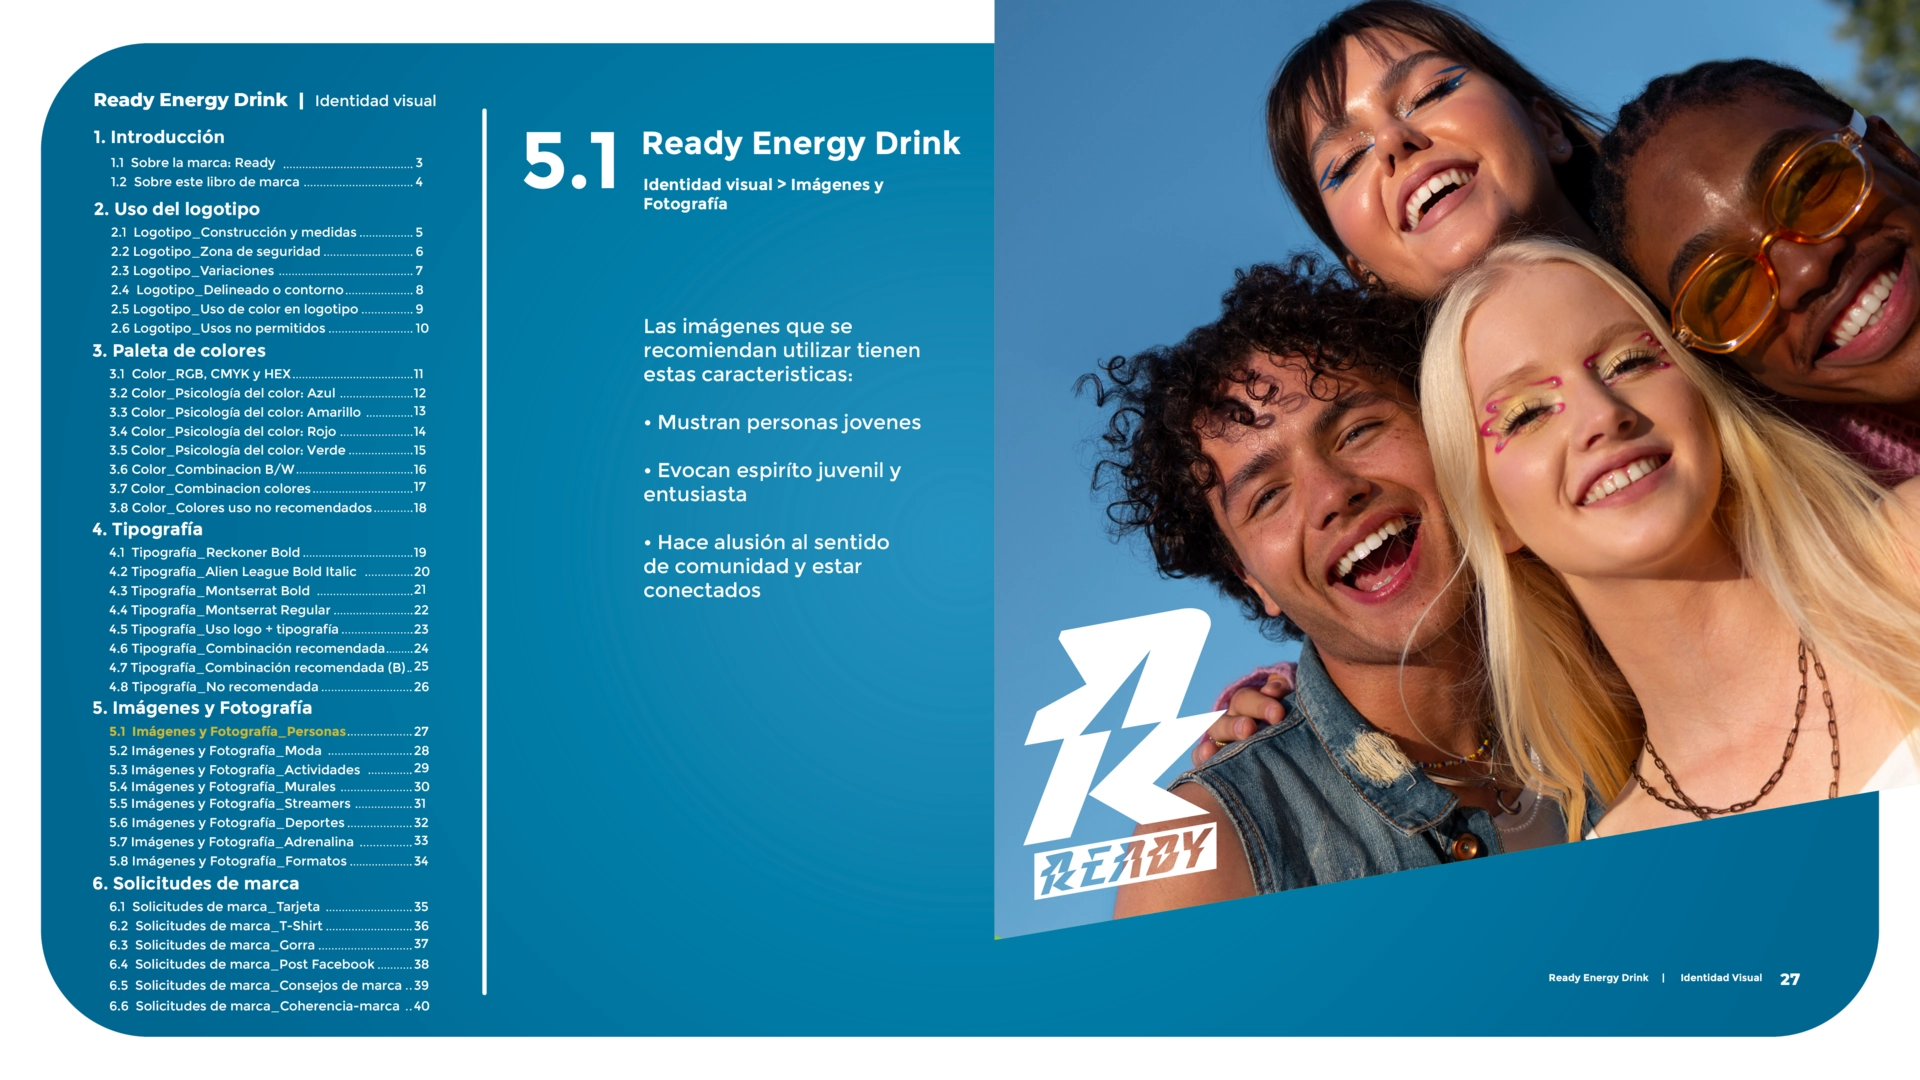 Ready Energy Drink | Identidad visual
1. Introducción
1.1 Sobre la marca: Ready ........ 3
1.2 Sobre este libro de marca ........ 4
2. Uso del logotipo
2.1 Logotipo_Construcción y medidas ........ 5
2.2 Logotipo_Zona de seguridad ........ 6
2.3 Logotipo_Variaciones ........ 7
2.4 Logotipo_Delineado o contorno ........ 8
2.5 Logotipo_Uso de color en logotipo ........ 9
2.6 Logotipo_Usos no permitidos ........ 10
3. Paleta de colores
3.1 Color_RGB, CMYK y HEX ........ 11
3.2 Color_Psicología del color: Azul ........ 12
3.3 Color_Psicología del color: Amarillo ........ 13
3.4 Color_Psicología del color: Rojo ........ 14
3.5 Color_Psicología del color: Verde ........ 15
3.6 Color_Combinacion B/W ........ 16
3.7 Color_Combinacion colores ........ 17
3.8 Color_Colores uso no recomendados ........ 18
4. Tipografía
4.1 Tipografía_Reckoner Bold ........ 19
4.2 Tipografía_Alien League Bold Italic ........ 20
4.3 Tipografía_Montserrat Bold ........ 21
4.4 Tipografía_Montserrat Regular ........ 22
4.5 Tipografía_Uso logo + tipografía ........ 23
4.6 Tipografía_Combinación recomendada ........ 24
4.7 Tipografía_Combinación recomendada (B) .. 25
4.8 Tipografía_No recomendada ........ 26
5. Imágenes y Fotografía
5.1 Imágenes y Fotografía_Personas ........ 27
5.2 Imágenes y Fotografía_Moda ........ 28
5.3 Imágenes y Fotografía_Actividades ........ 29
5.4 Imágenes y Fotografía_Murales ........ 30
5.5 Imágenes y Fotografía_Streamers ........ 31
5.6 Imágenes y Fotografía_Deportes ........ 32
5.7 Imágenes y Fotografía_Adrenalina ........ 33
5.8 Imágenes y Fotografía_Formatos ........ 34
6. Solicitudes de marca
6.1 Solicitudes de marca_Tarjeta ........ 35
6.2 Solicitudes de marca_T-Shirt ........ 36
6.3 Solicitudes de marca_Gorra ........ 37
6.4 Solicitudes de marca_Post Facebook ........ 38
6.5 Solicitudes de marca_Consejos de marca .. 39
6.6 Solicitudes de marca_Coherencia-marca .. 40
5.1
Ready Energy Drink
Identidad visual > Imágenes y
Fotografía
Las imágenes que se
recomiendan utilizar tienen
estas caracteristicas:
• Mustran personas jovenes
• Evocan espiríto juvenil y
entusiasta
• Hace alusión al sentido
de comunidad y estar
conectados
R
READY
Ready Energy Drink | Identidad Visual 27